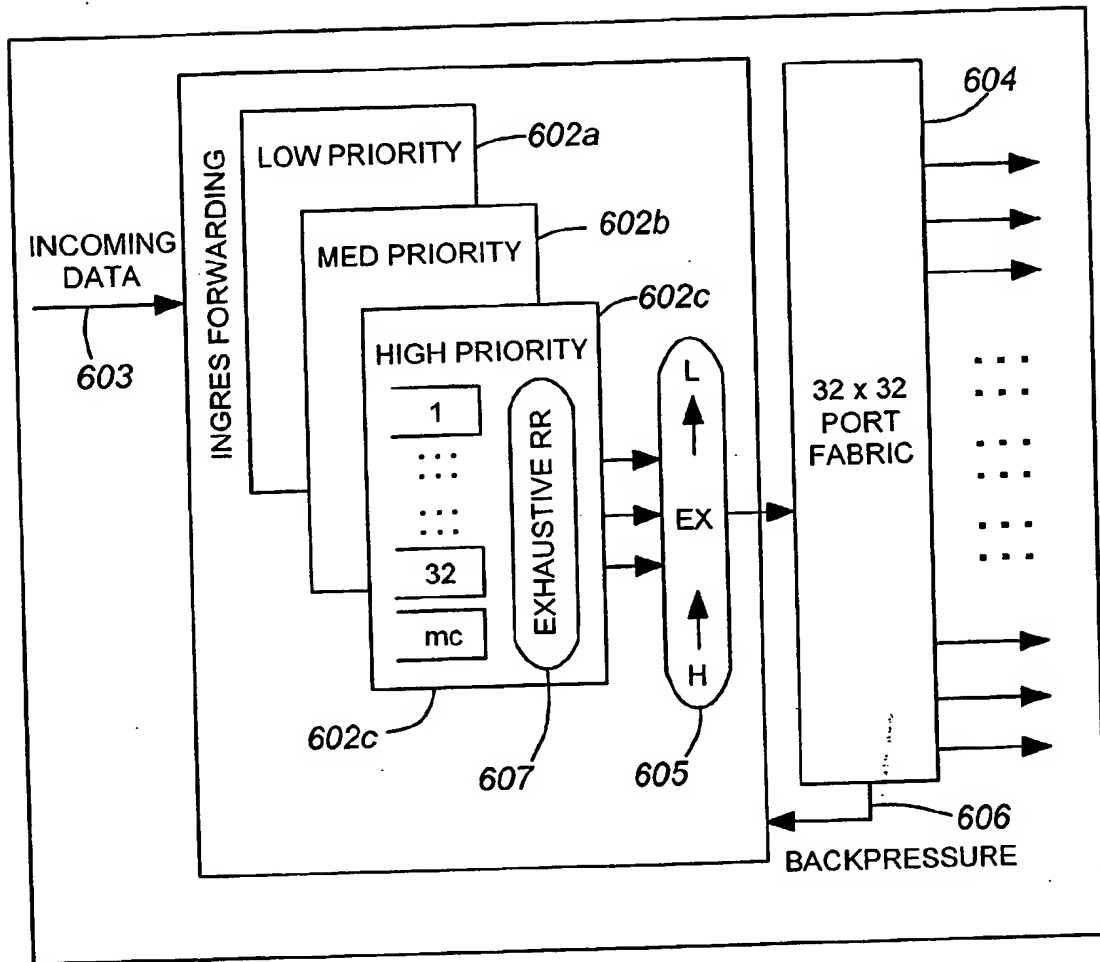 604
LOW PRIORITY
602a
INGRES FORWARDING
602b
INCOMING
DATA
MED PRIORITY
602c
603
HIGH PRIORITY
L
1
32 x 32
PORT
FABRIC
EXHAUSTIVE RR
EX
32
mc
H
602c
607
605
606
BACKPRESSURE